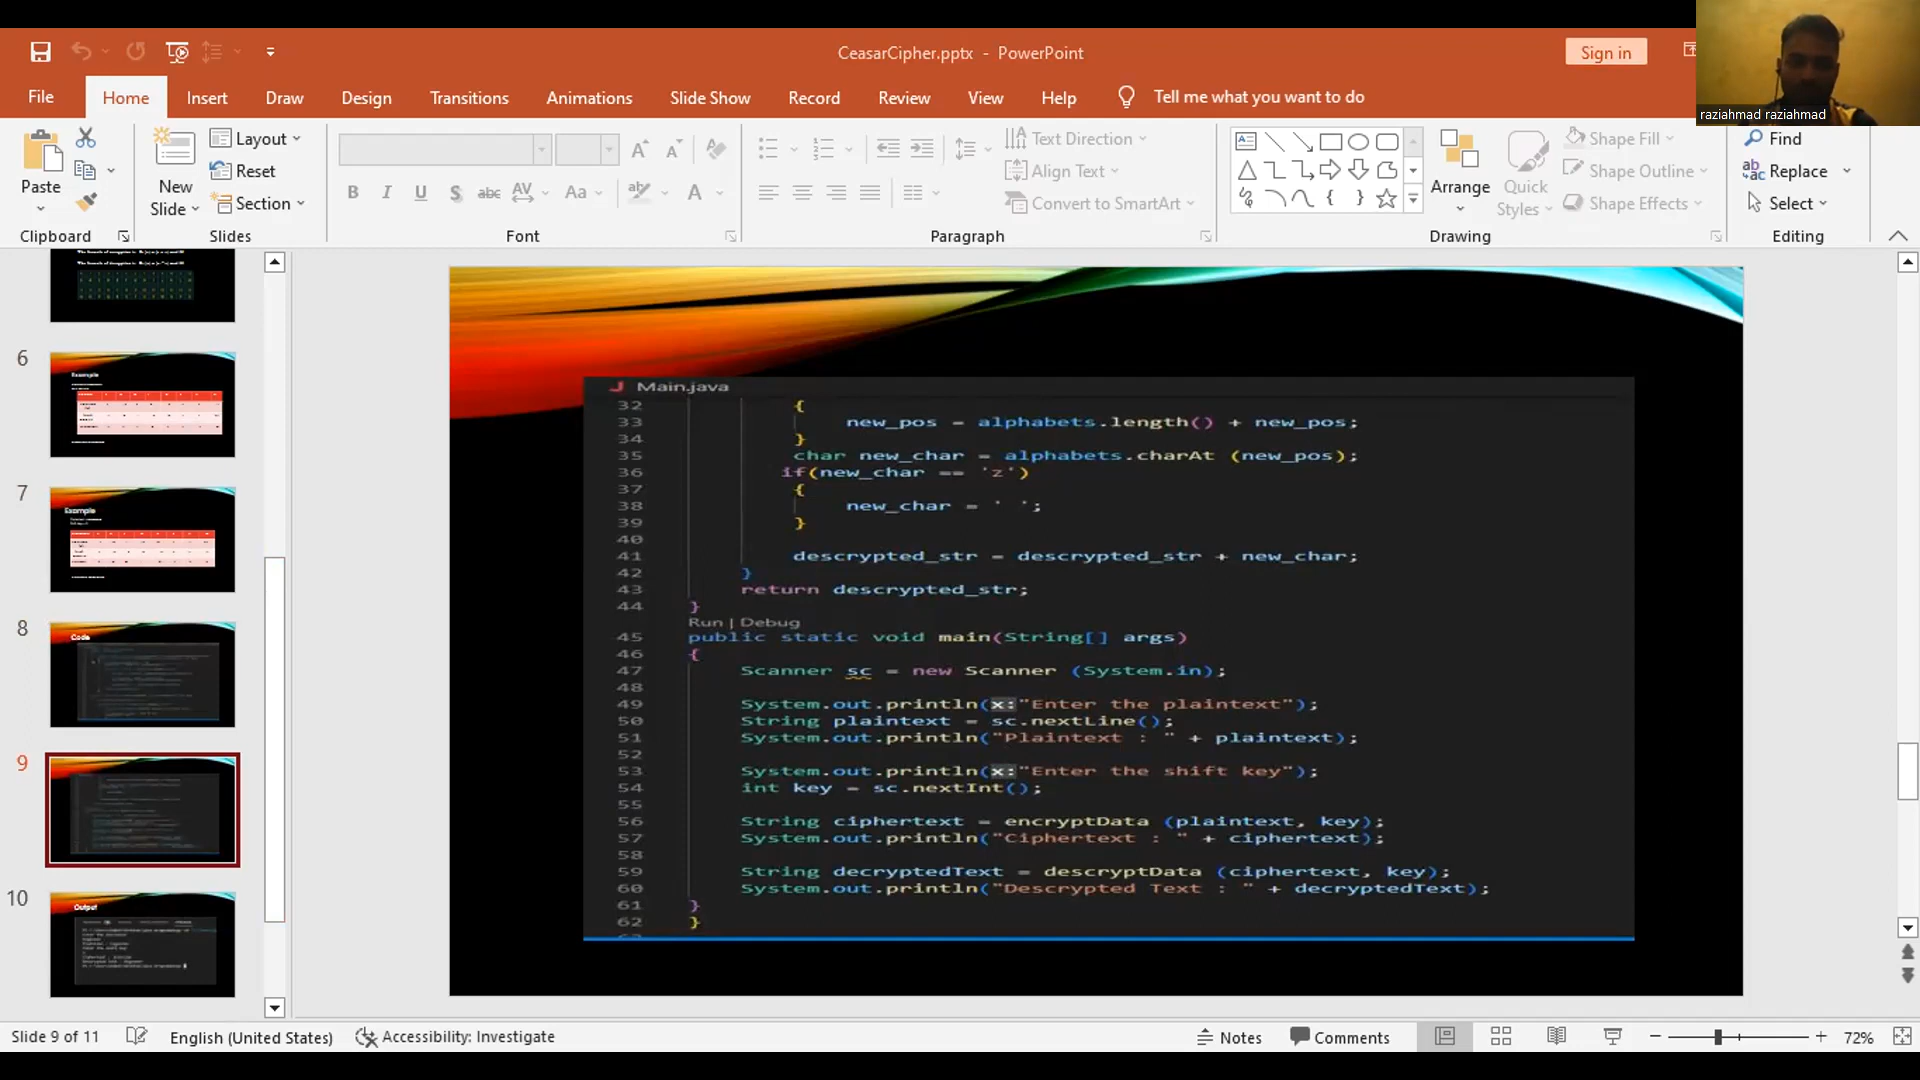 CeasarCipher.pptx - PowerPoint
Sign in
raziahmad raziahmad
File Home Insert Draw Design Transitions Animations Slide Show Record Review View Help Tell me what you want to do
Paste
New Slide
Layout
Reset
Section
Text Direction
Align Text
Convert to SmartArt
Arrange
Quick Styles
Shape Fill
Shape Outline
Shape Effects
Find
Replace
Select
Clipboard Slides Font Paragraph Drawing Editing
6
Example
7
Example
8
Code
9
10
Output
Main.java
32 {
33 new_pos = alphabets.length() + new_pos;
34 }
35 char new_char = alphabets.charAt (new_pos);
36 if(new_char == 'z')
37 {
38 new_char = ' ';
39 }
40
41 descrypted_str = descrypted_str + new_char;
42 }
43 return descrypted_str;
44 }
Run | Debug
45 public static void main(String[] args)
46 {
47 Scanner sc = new Scanner (System.in);
48
49 System.out.println(x:"Enter the plaintext");
50 String plaintext = sc.nextLine();
51 System.out.println("Plaintext : " + plaintext);
52
53 System.out.println(x:"Enter the shift key");
54 int key = sc.nextInt();
55
56 String ciphertext = encryptData (plaintext, key);
57 System.out.println("Ciphertext : " + ciphertext);
58
59 String decryptedText = descryptData (ciphertext, key);
60 System.out.println("Descrypted Text : " + decryptedText);
61 }
62 }
Slide 9 of 11 English (United States) Accessibility: Investigate Notes Comments 72%